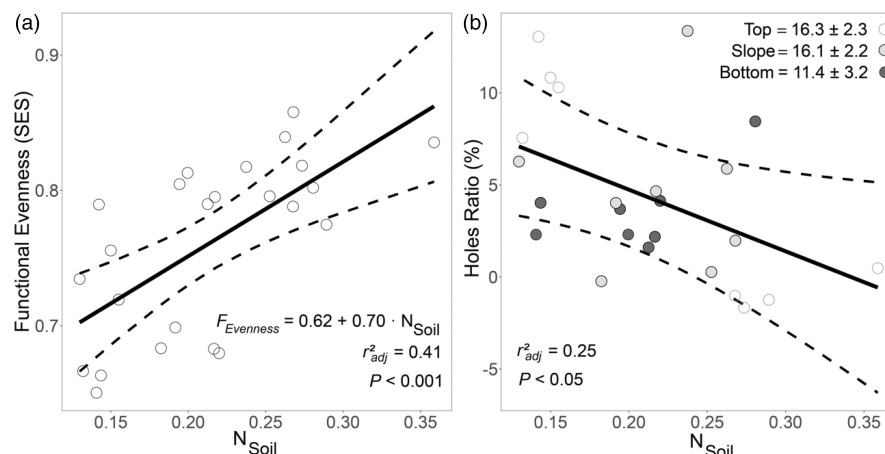 (a)
Functional Evenness (SES)
0.9
0.8
0.7
F_Evenness = 0.62 + 0.70 · N_Soil
r²_adj = 0.41
P < 0.001
0.15 0.20 0.25 0.30 0.35
N_Soil
(b)
Top = 16.3 ± 2.3
Slope = 16.1 ± 2.2
Bottom = 11.4 ± 3.2
Holes Ratio (%)
10
5
0
-5
r²_adj = 0.25
P < 0.05
0.15 0.20 0.25 0.30 0.35
N_Soil